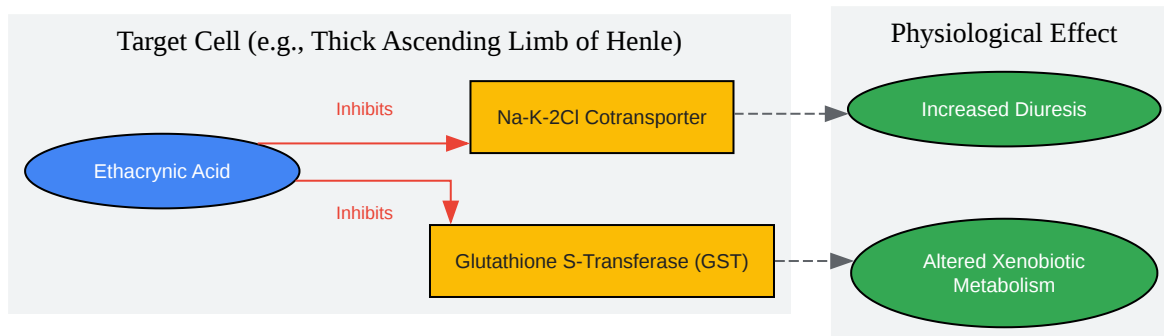 Target Cell (e.g., Thick Ascending Limb of Henle)
Physiological Effect
Inhibits
Na-K-2Cl Cotransporter
Increased Diuresis
Ethacrynic Acid
Inhibits
Glutathione S-Transferase (GST)
Altered Xenobiotic
Metabolism